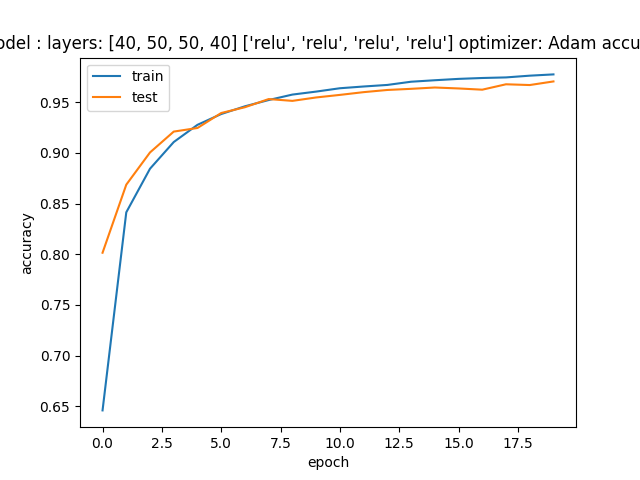 odel : layers: [40, 50, 50, 40] ['relu', 'relu', 'relu', 'relu'] optimizer: Adam accu
train
test
0.95
0.90
0.85
0.80
0.75
0.70
0.65
accuracy
0.0 2.5 5.0 7.5 10.0 12.5 15.0 17.5
epoch